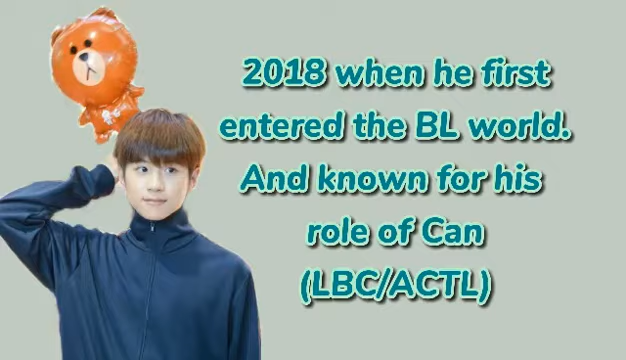 2018 when he first
entered the BL world.
And known for his
role of Can
(LBC/ACTL)